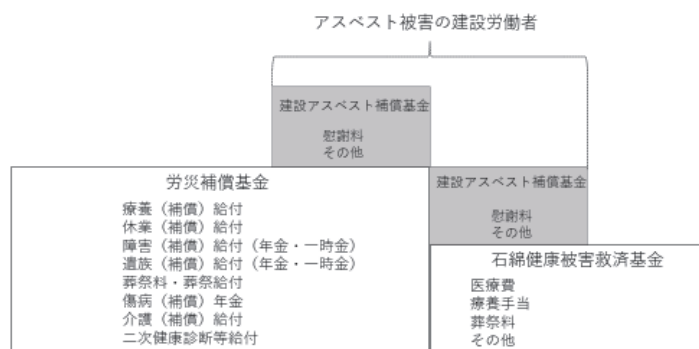 アスベスト被害の建設労働者
建設アスベスト補償基金
慰謝料
その他
労災補償基金
療養（補償）給付
休業（補償）給付
障害（補償）給付（年金・一時金）
遺族（補償）給付（年金・一時金）
葬祭料・葬祭給付
傷病（補償）年金
介護（補償）給付
二次健康診断等給付
建設アスベスト補償基金
慰謝料
その他
石綿健康被害救済基金
医療費
療養手当
葬祭料
その他